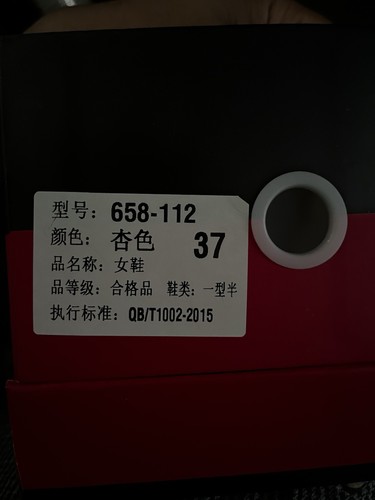 型号：658-112
颜色：杏色 37
品名称：女鞋
品等级：合格品 鞋类：一型半
执行标准：QB/T1002-2015